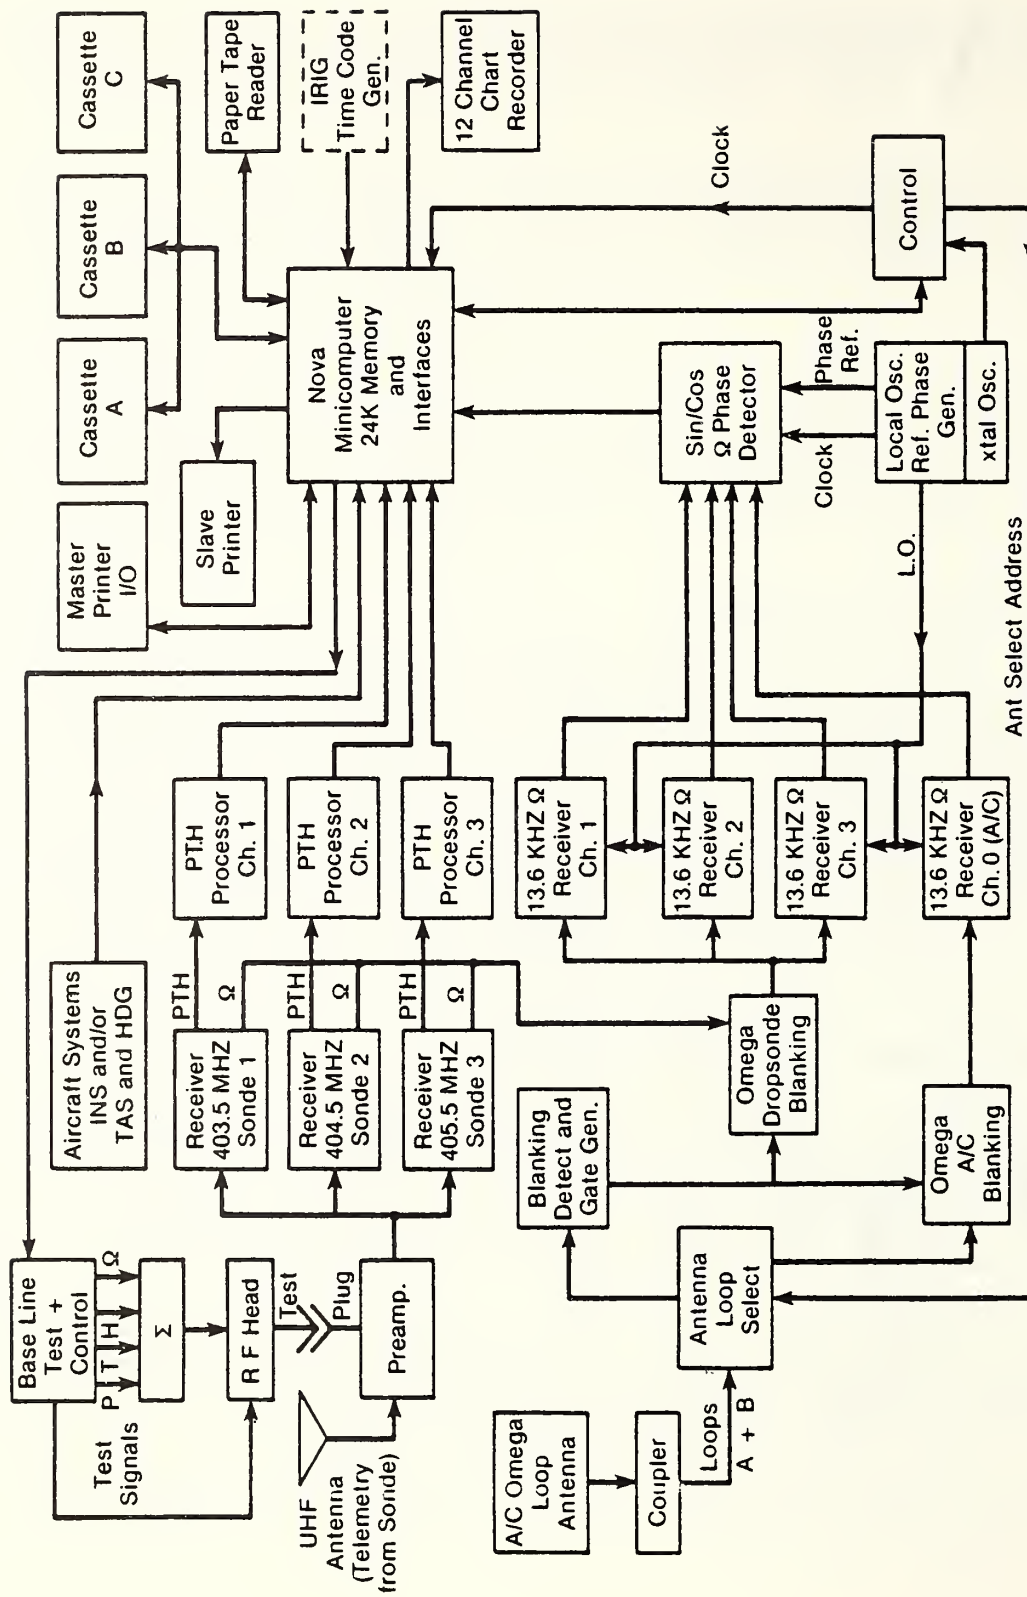 Base Line
Test +
Control
P
T
H
Ω
Σ
Test
Signals
R F Head
Test
Plug
Preamp.
UHF
Antenna
(Telemetry
from Sonde)
Aircraft Systems
INS and/or
TAS and HDG
Receiver
403.5 MHZ
Sonde 1
PTH
Ω
Receiver
404.5 MHZ
Sonde 2
PTH
Ω
Receiver
405.5 MHZ
Sonde 3
PTH
Ω
PTH
Processor
Ch. 1
PTH
Processor
Ch. 2
PTH
Processor
Ch. 3
Master
Printer
I/O
Slave
Printer
Cassette
A
Cassette
B
Cassette
C
Paper Tape
Reader
IRIG
Time Code
Gen.
12 Channel
Chart
Recorder
Nova
Minicomputer
24K Memory
and
Interfaces
A/C Omega
Loop
Antenna
Coupler
Loops
A + B
Antenna
Loop
Select
Blanking
Detect and
Gate Gen.
Omega
Dropsonde
Blanking
Omega
A/C
Blanking
13.6 KHZ Ω
Receiver
Ch. 1
13.6 KHZ Ω
Receiver
Ch. 2
13.6 KHZ Ω
Receiver
Ch. 3
13.6 KHZ Ω
Receiver
Ch. 0 (A/C)
L.O.
Sin/Cos
Ω Phase
Detector
Clock
Phase
Ref.
Local Osc.
Ref. Phase
Gen.
xtal Osc.
Control
Clock
Ant Select Address